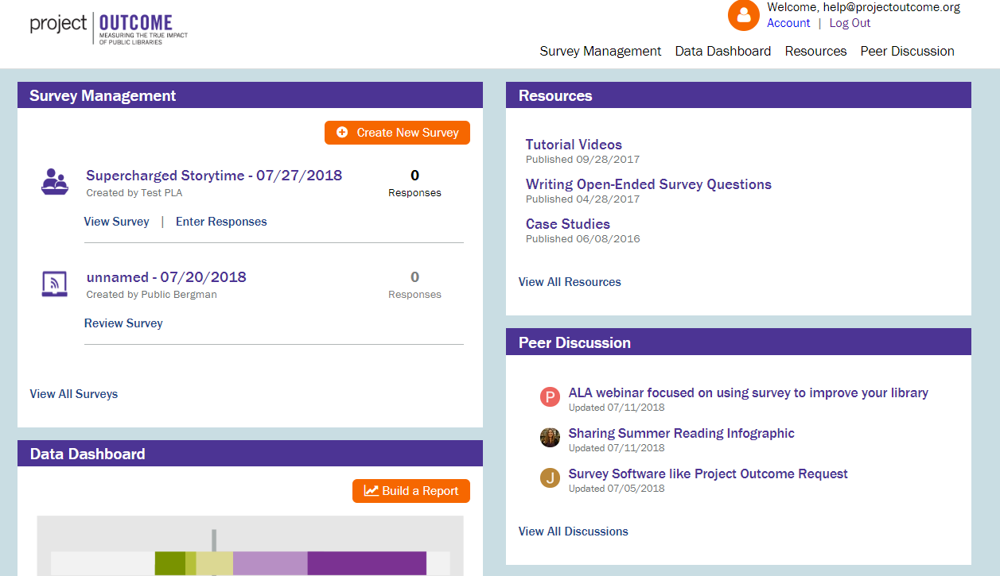 project OUTCOME
MEASURING THE TRUE IMPACT
OF PUBLIC LIBRARIES
Welcome, help@projectoutcome.org
Account | Log Out
Survey Management Data Dashboard Resources Peer Discussion
Survey Management
Create New Survey
Supercharged Storytime - 07/27/2018
Created by Test PLA
0
Responses
View Survey | Enter Responses
unnamed - 07/20/2018
Created by Public Bergman
0
Responses
Review Survey
View All Surveys
Data Dashboard
Build a Report
Resources
Tutorial Videos
Published 09/28/2017
Writing Open-Ended Survey Questions
Published 04/28/2017
Case Studies
Published 06/08/2016
View All Resources
Peer Discussion
P
ALA webinar focused on using survey to improve your library
Updated 07/11/2018
Sharing Summer Reading Infographic
Updated 07/11/2018
J
Survey Software like Project Outcome Request
Updated 07/05/2018
View All Discussions